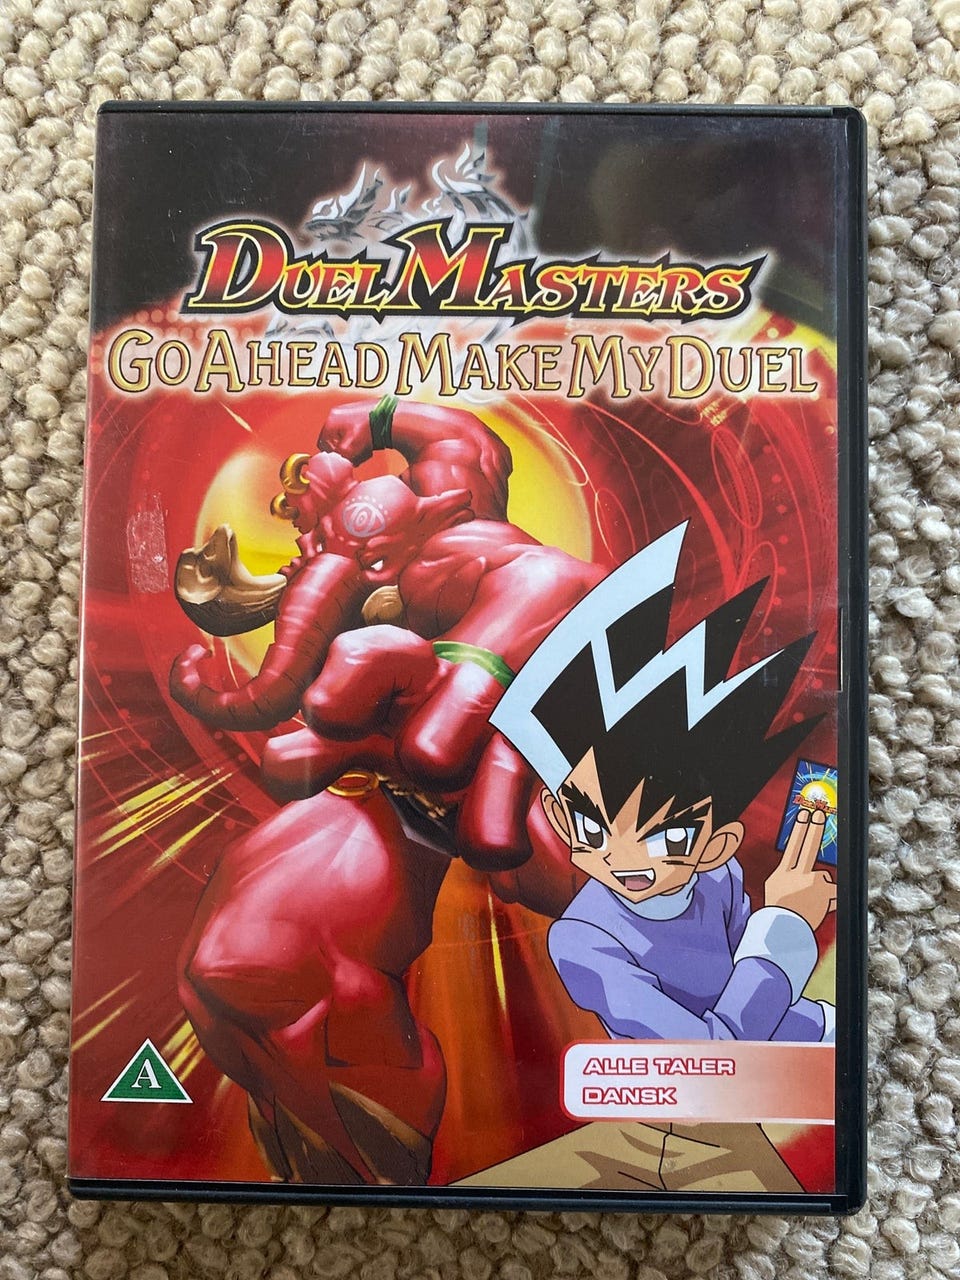 DUEL MASTERS
GO AHEAD MAKE MY DUEL
A
ALLE TALER
DANSK